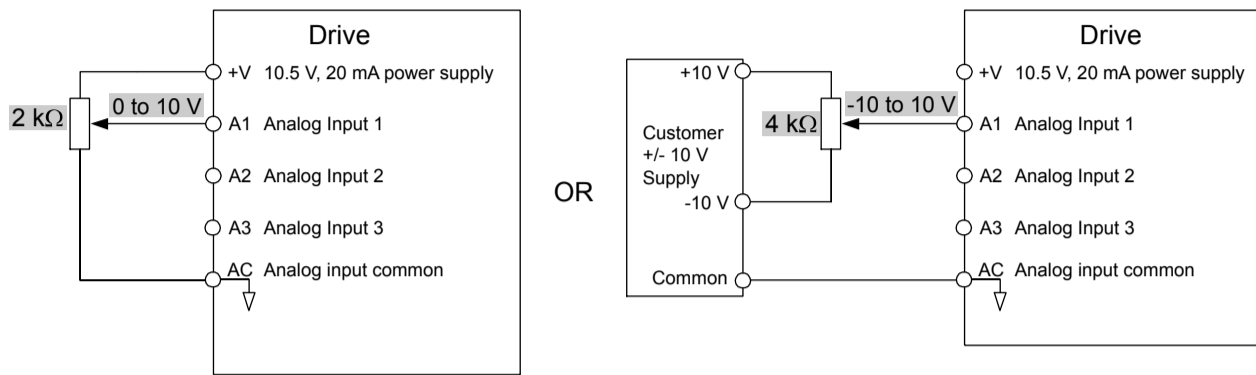 Drive
+V 10.5 V, 20 mA power supply
2 kΩ
0 to 10 V
A1 Analog Input 1
A2 Analog Input 2
A3 Analog Input 3
AC Analog input common
OR
+10 V
Customer
+/- 10 V
Supply
-10 V
Common
4 kΩ
-10 to 10 V
Drive
+V 10.5 V, 20 mA power supply
A1 Analog Input 1
A2 Analog Input 2
A3 Analog Input 3
AC Analog input common